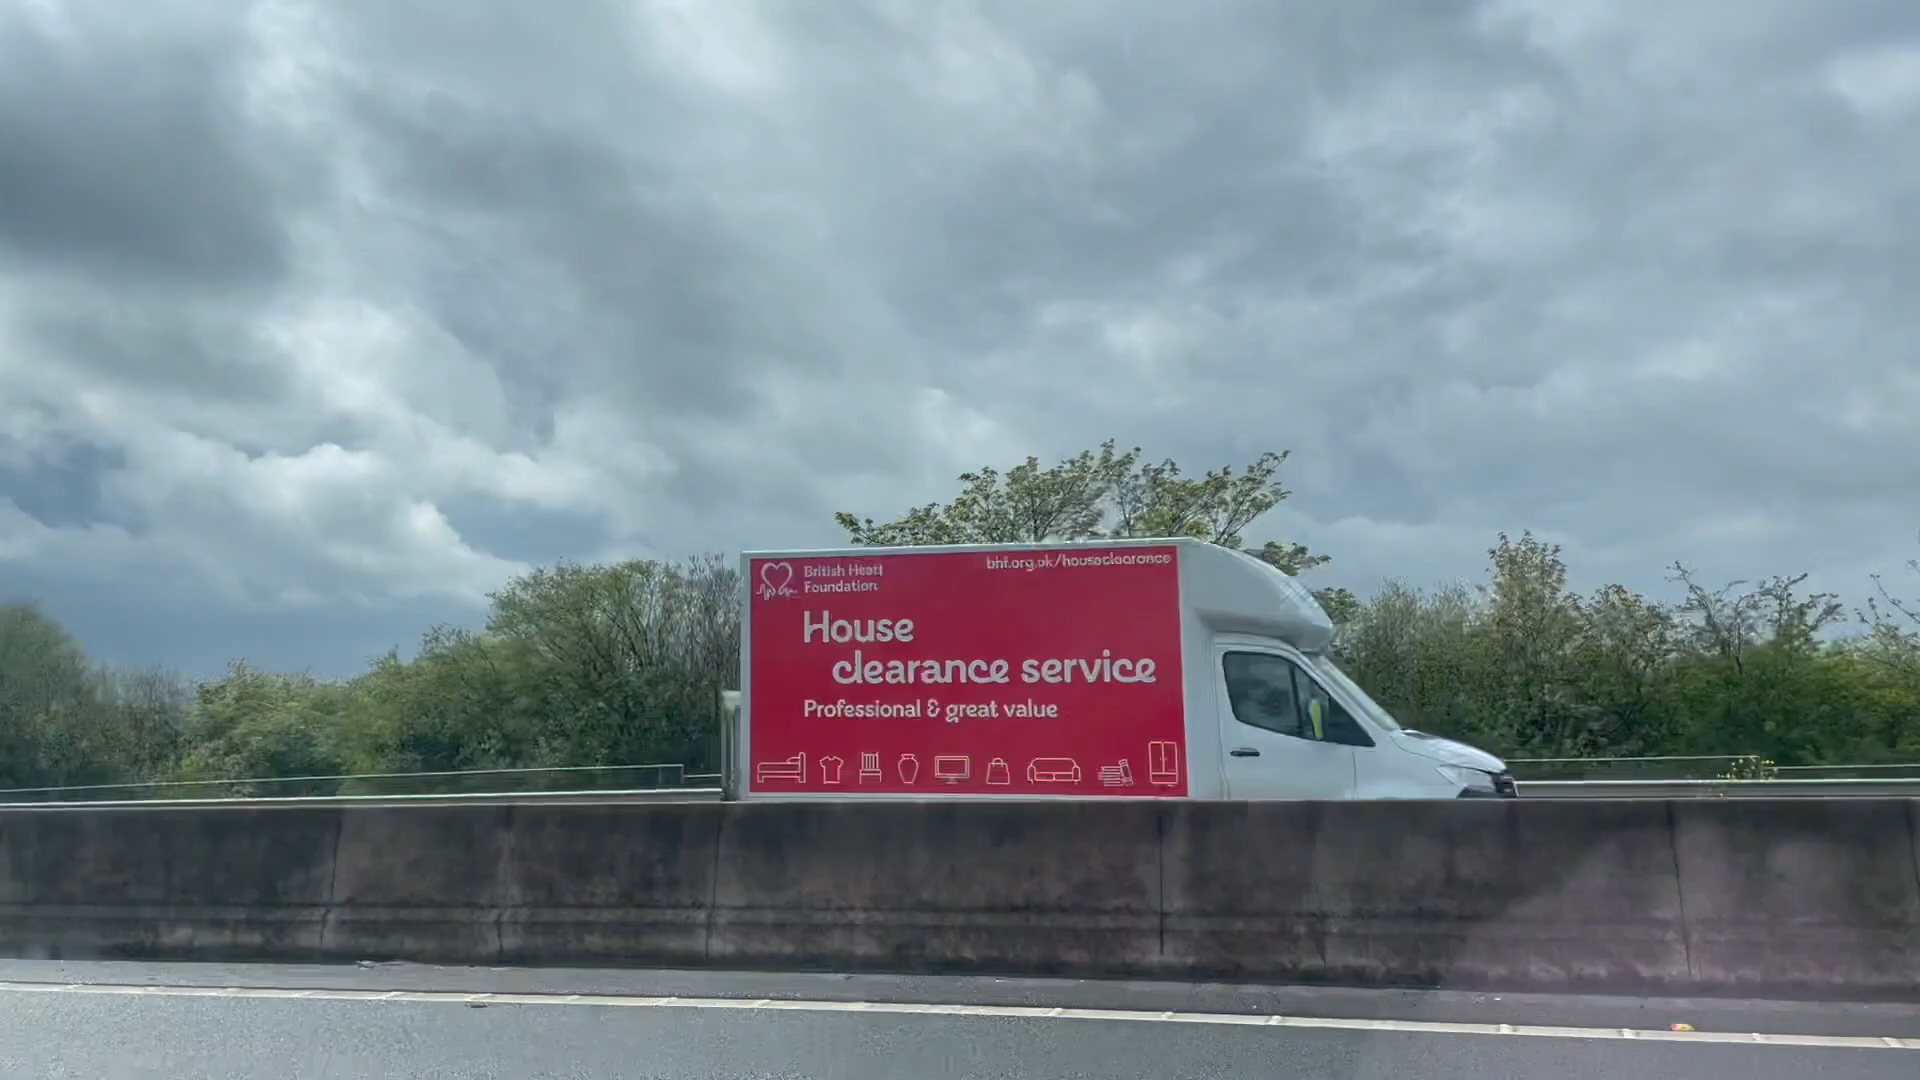 British Heart
Foundation
bhf.org.uk/houseclearance
House
clearance service
Professional & great value